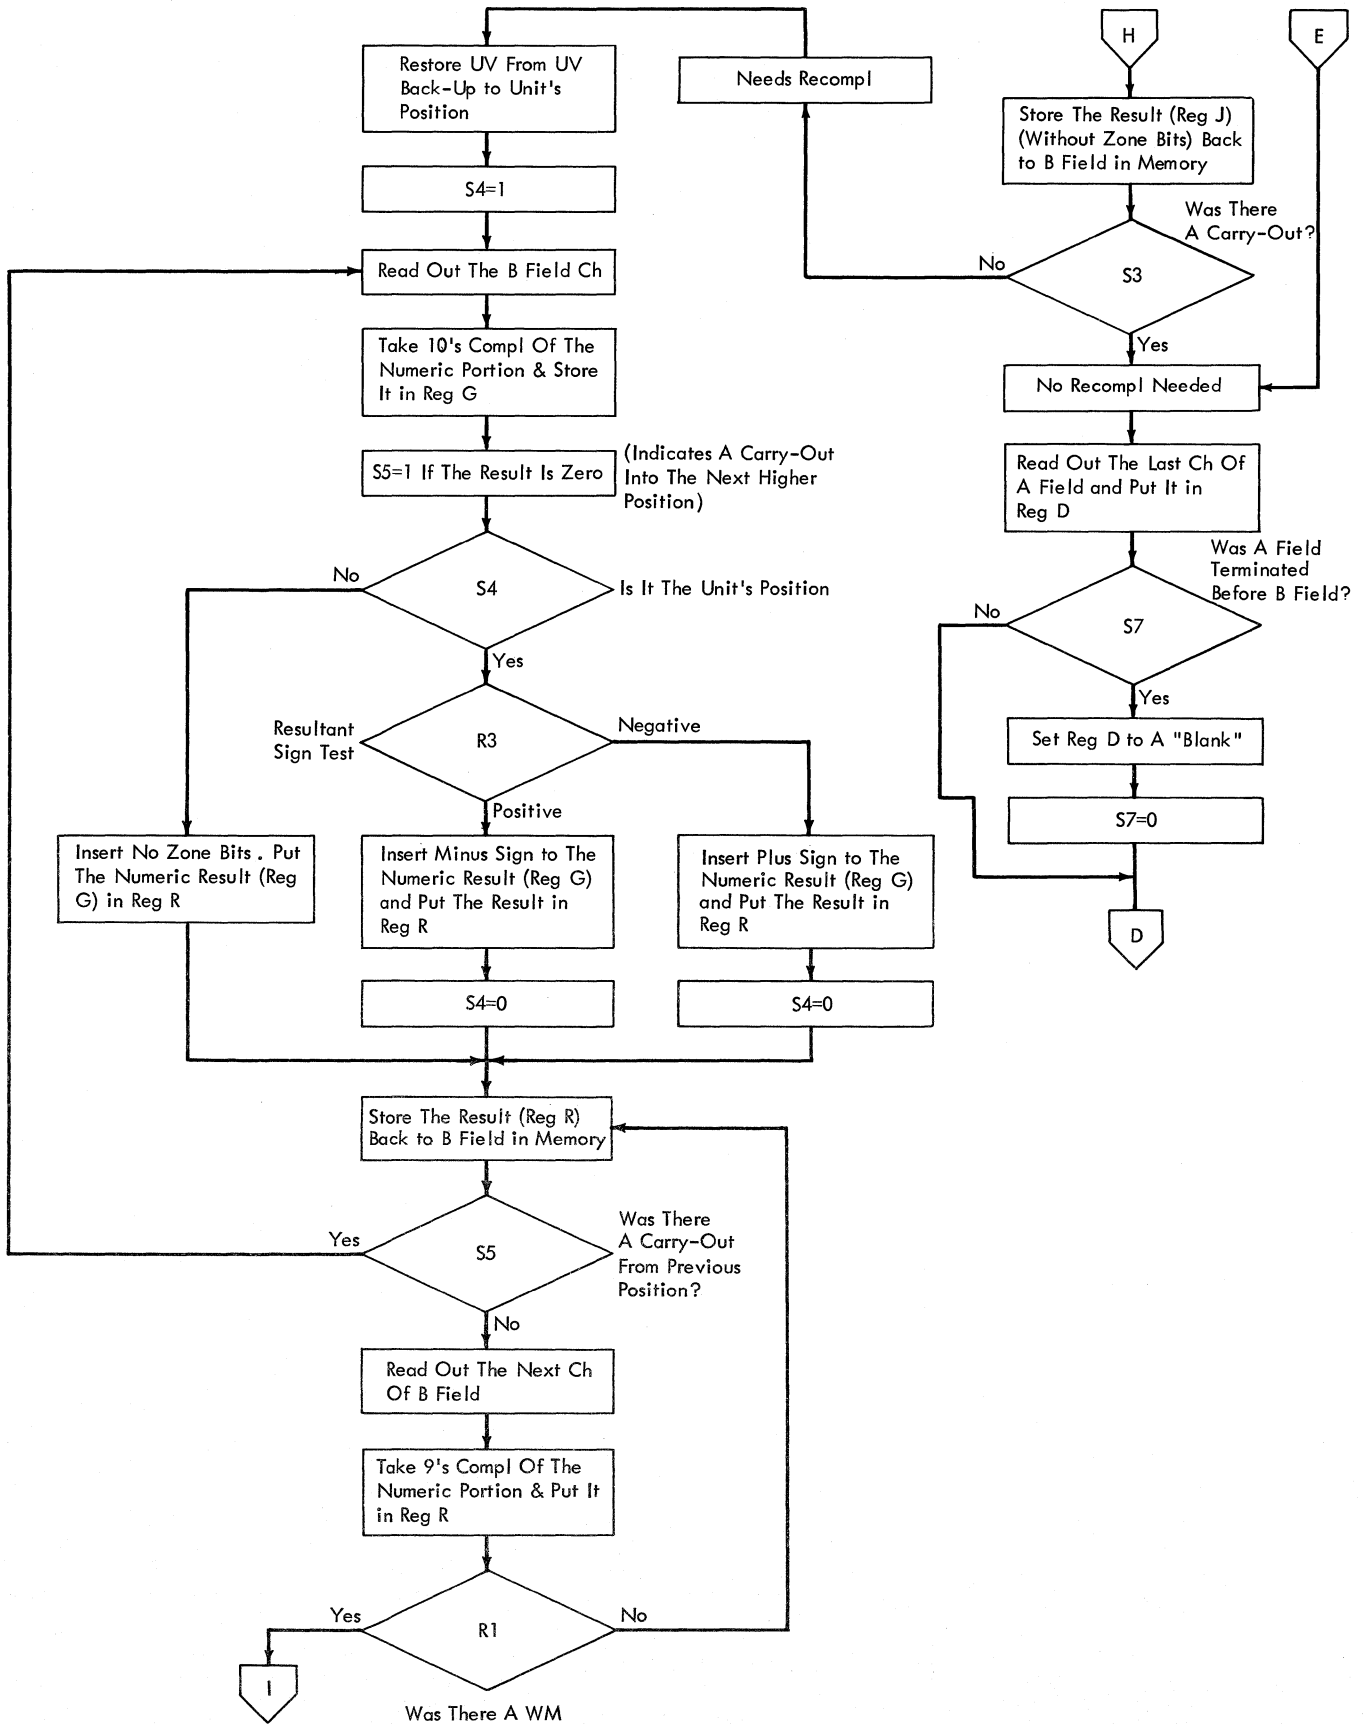 Restore UV From UV
Back-Up to Unit's
Position
S4=1
Read Out The B Field Ch
Take 10's Compl Of The
Numeric Portion & Store
It in Reg G
S5=1 If The Result Is Zero
(Indicates A Carry-Out
Into The Next Higher
Position)
No
S4
Is It The Unit's Position
Yes
Resultant
Sign Test
R3
Negative
Positive
Insert No Zone Bits. Put
The Numeric Result (Reg
G) in Reg R
Insert Minus Sign to The
Numeric Result (Reg G)
and Put The Result in
Reg R
Insert Plus Sign to The
Numeric Result (Reg G)
and Put The Result in
Reg R
S4=0
S4=0
Store The Result (Reg R)
Back to B Field in Memory
Yes
S5
Was There
A Carry-Out
From Previous
Position?
No
Read Out The Next Ch
Of B Field
Take 9's Compl Of The
Numeric Portion & Put It
in Reg R
Yes
R1
No
I
Was There A WM
Needs Recompl
H
E
Store The Result (Reg J)
(Without Zone Bits) Back
to B Field in Memory
Was There
A Carry-Out?
No
S3
Yes
No Recompl Needed
Read Out The Last Ch Of
A Field and Put It in
Reg D
Was A Field
Terminated
Before B Field?
No
S7
Yes
Set Reg D to A "Blank"
S7=0
D